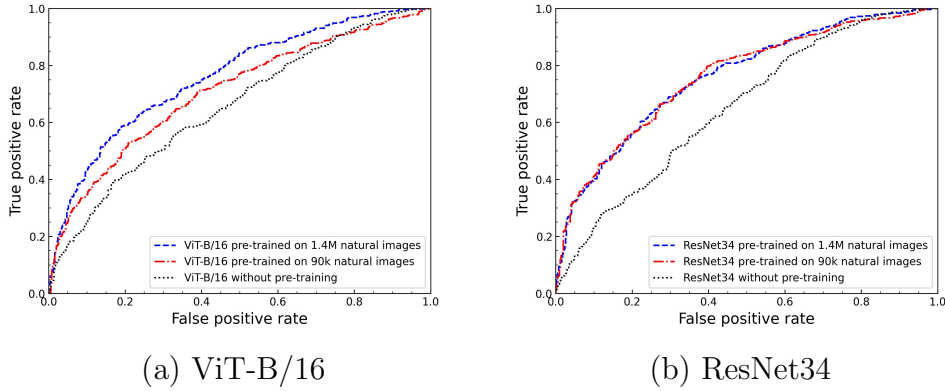 1.0
0.8
0.6
0.4
0.2
0.0
0.0 0.2 0.4 0.6 0.8 1.0
True positive rate
False positive rate
ViT-B/16 pre-trained on 1.4M natural images
ViT-B/16 pre-trained on 90k natural images
ViT-B/16 without pre-training
(a) ViT-B/16
1.0
0.8
0.6
0.4
0.2
0.0
0.0 0.2 0.4 0.6 0.8 1.0
True positive rate
False positive rate
ResNet34 pre-trained on 1.4M natural images
ResNet34 pre-trained on 90k natural images
ResNet34 without pre-training
(b) ResNet34